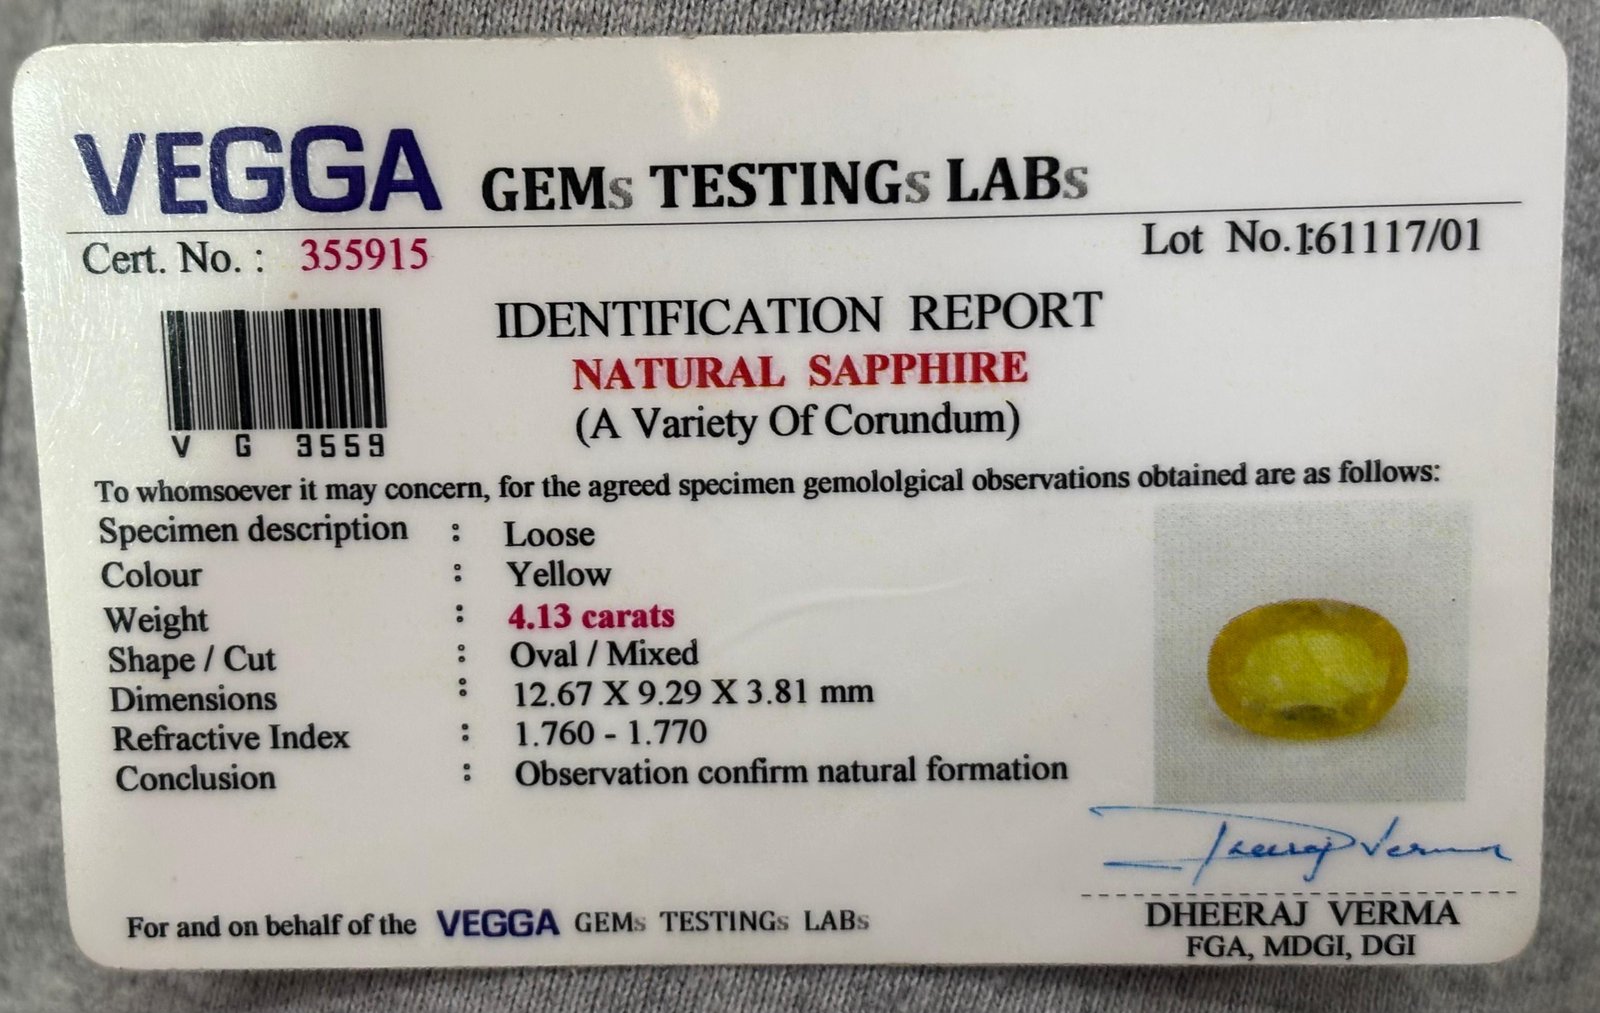 VEGGA GEMs TESTINGs LABs
Cert. No. : 355915
Lot No.:161117/01
IDENTIFICATION REPORT
NATURAL SAPPHIRE
(A Variety Of Corundum)
V G 3559
To whomsoever it may concern, for the agreed specimen gemololgical observations obtained are as follows:
Specimen description : Loose
Colour : Yellow
Weight : 4.13 carats
Shape / Cut : Oval / Mixed
Dimensions : 12.67 X 9.29 X 3.81 mm
Refractive Index : 1.760 - 1.770
Conclusion : Observation confirm natural formation
Dheeraj Verma
For and on behalf of the VEGGA GEMs TESTINGs LABs
DHEERAJ VERMA
FGA, MDGI, DGI